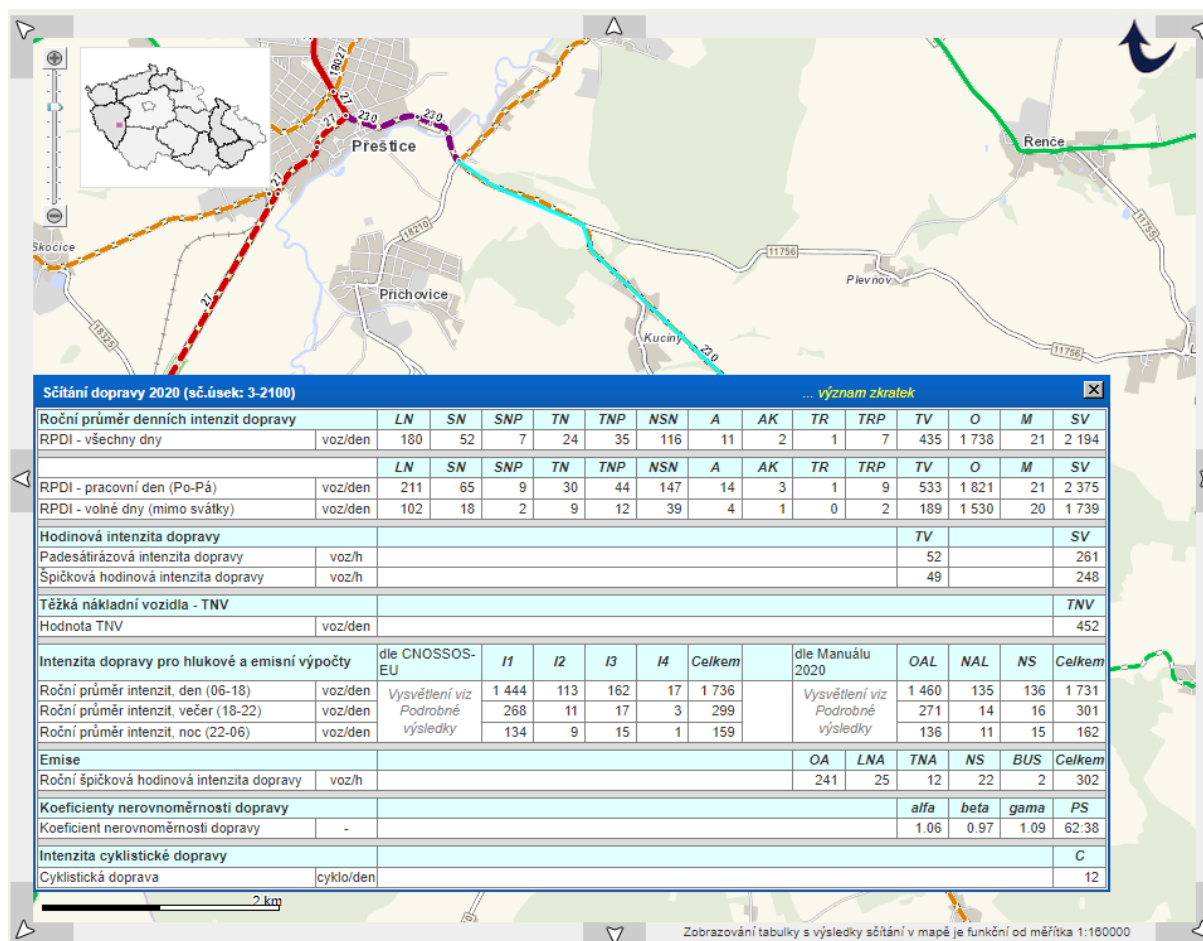 18027
27
230
230
27
27
Přeštice
Řenče
27
11755
Skočice
18210
11756
Plevňov
Příchovice
27
18325
Kucíny
230
11756
L
Sčítání dopravy 2020 (sč.úsek: 3-2100) ... význam zkratek
Roční průměr denních intenzit dopravy LN SN SNP TN TNP NSN A AK TR TRP TV O M SV
RPDI - všechny dny voz/den 180 52 7 24 35 116 11 2 1 7 435 1 738 21 2 194
LN SN SNP TN TNP NSN A AK TR TRP TV O M SV
RPDI - pracovní den (Po-Pá) voz/den 211 65 9 30 44 147 14 3 1 9 533 1 821 21 2 375
RPDI - volné dny (mimo svátky) voz/den 102 18 2 9 12 39 4 1 0 2 189 1 530 20 1 739
Hodinová intenzita dopravy TV SV
Padesátirázová intenzita dopravy voz/h 52 261
Špičková hodinová intenzita dopravy voz/h 49 248
Těžká nákladní vozidla - TNV TNV
Hodnota TNV voz/den 452
Intenzita dopravy pro hlukové a emisní výpočty dle CNOSSOS-EU I1 I2 I3 I4 Celkem dle Manuálu 2020 OAL NAL NS Celkem
Roční průměr intenzit, den (06-18) voz/den Vysvětlení viz 1 444 113 162 17 1 736 Vysvětlení viz 1 460 135 136 1 731
Roční průměr intenzit, večer (18-22) voz/den Podrobné 268 11 17 3 299 Podrobné 271 14 16 301
Roční průměr intenzit, noc (22-06) voz/den výsledky 134 9 15 1 159 výsledky 136 11 15 162
Emise OA LNA TNA NS BUS Celkem
Roční špičková hodinová intenzita dopravy voz/h 241 25 12 22 2 302
Koeficienty nerovnoměrnosti dopravy alfa beta gama PS
Koeficient nerovnoměrnosti dopravy - 1.06 0.97 1.09 62:38
Intenzita cyklistické dopravy C
Cyklistická doprava cyklo/den 12
2 km
Zobrazování tabulky s výsledky sčítání v mapě je funkční od měřítka 1:160000